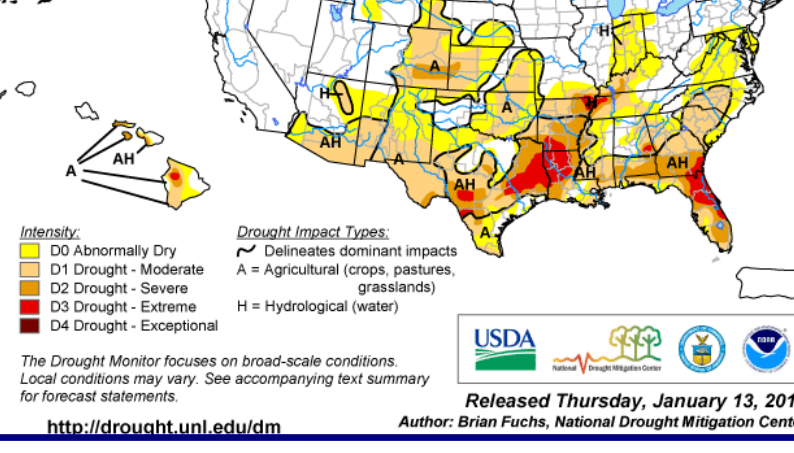 H
A
H
A
AH
A
AH
AH
AH
A
AH
A
A
Intensity:
D0 Abnormally Dry
D1 Drought - Moderate
D2 Drought - Severe
D3 Drought - Extreme
D4 Drought - Exceptional
Drought Impact Types:
Delineates dominant impacts
A = Agricultural (crops, pastures,
grasslands)
H = Hydrological (water)
USDA
National Drought Mitigation Center
NOAA
The Drought Monitor focuses on broad-scale conditions.
Local conditions may vary. See accompanying text summary
for forecast statements.
http://drought.unl.edu/dm
Released Thursday, January 13, 201
Author: Brian Fuchs, National Drought Mitigation Cent